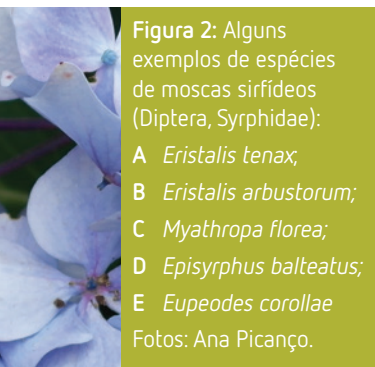 Figura 2: Alguns
exemplos de espécies
de moscas sirfídeos
(Diptera, Syrphidae):
A Eristalis tenax;
B Eristalis arbustorum;
C Myathropa florea;
D Episyrphus balteatus;
E Eupeodes corollae
Fotos: Ana Picanço.